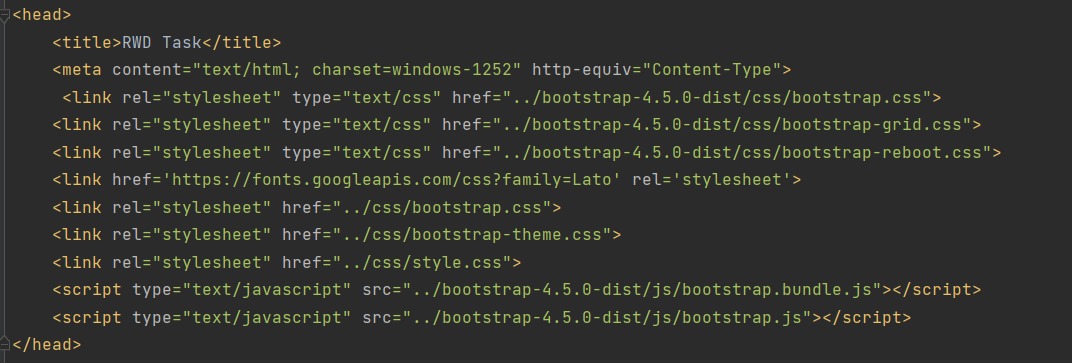 <head>
<title>RWD Task</title>
<meta content="text/html; charset=windows-1252" http-equiv="Content-Type">
<link rel="stylesheet" type="text/css" href="../bootstrap-4.5.0-dist/css/bootstrap.css">
<link rel="stylesheet" type="text/css" href="../bootstrap-4.5.0-dist/css/bootstrap-grid.css">
<link rel="stylesheet" type="text/css" href="../bootstrap-4.5.0-dist/css/bootstrap-reboot.css">
<link href='https://fonts.googleapis.com/css?family=Lato' rel='stylesheet'>
<link rel="stylesheet" href="../css/bootstrap.css">
<link rel="stylesheet" href="../css/bootstrap-theme.css">
<link rel="stylesheet" href="../css/style.css">
<script type="text/javascript" src="../bootstrap-4.5.0-dist/js/bootstrap.bundle.js"></script>
<script type="text/javascript" src="../bootstrap-4.5.0-dist/js/bootstrap.js"></script>
</head>